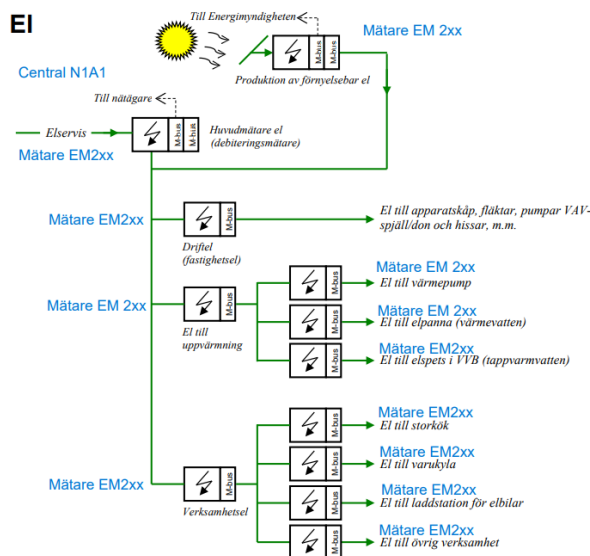 El
Till Energimyndigheten
M-bus
M-bus
Mätare EM 2xx
Produktion av förnyelsebar el
Central N1A1
Till nätägare
Elservis
M-bus
M-bus
Huvudmätare el
(debiteringsmätare)
Mätare EM2xx
Mätare EM2xx
M-bus
Driftel
(fastighetsel)
El till apparatskåp, fläktar, pumpar VAV-
spjäll/don och hissar, m.m.
Mätare EM 2xx
M-bus
El till
uppvärmning
M-bus
Mätare EM 2xx
El till värmepump
M-bus
Mätare EM 2xx
El till elpanna (värmevatten)
M-bus
Mätare EM2xx
El till elspets i VVB (tappvarmvatten)
Mätare EM2xx
M-bus
Verksamhetsel
M-bus
Mätare EM2xx
El till storkök
M-bus
Mätare EM2xx
El till varukyla
M-bus
Mätare EM2xx
El till laddstation för elbilar
M-bus
Mätare EM2xx
El till övrig verksamhet